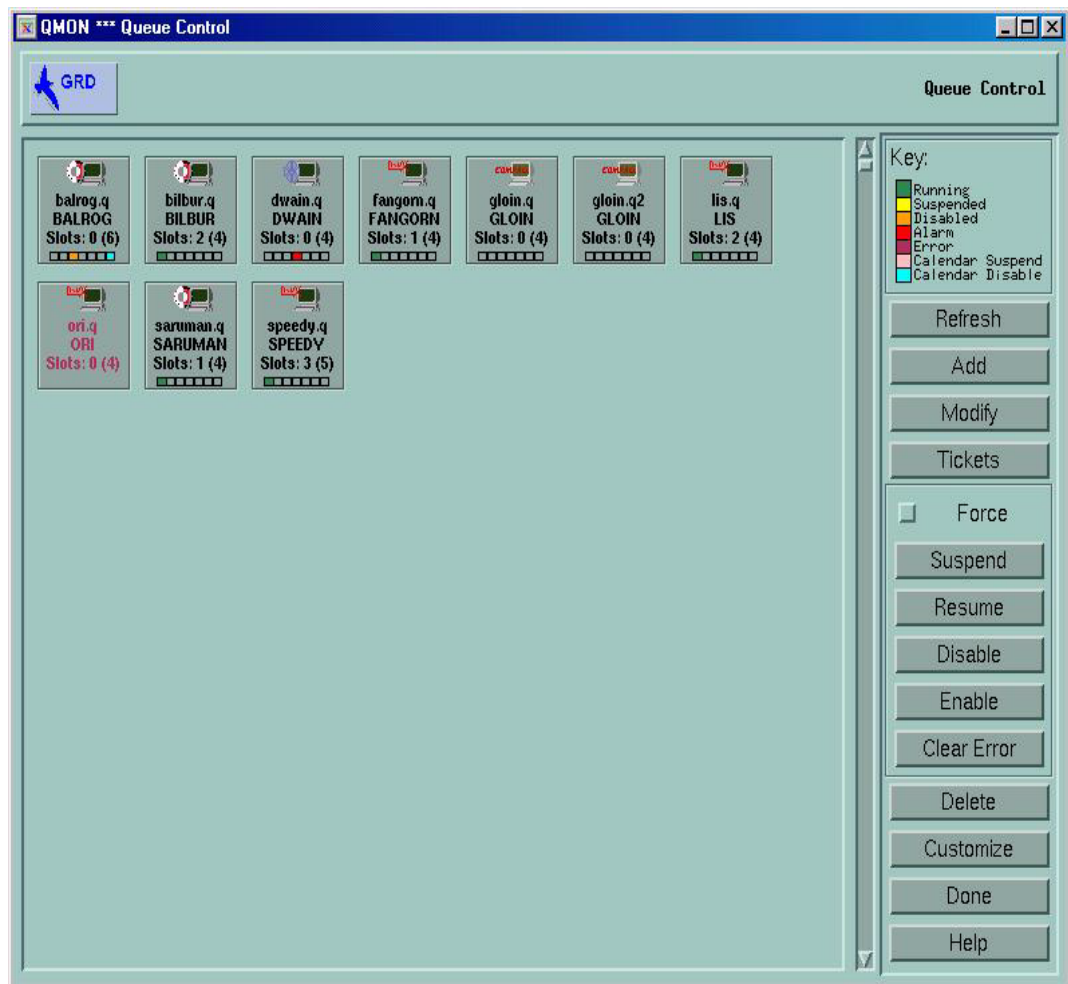 QMON *** Queue Control
GRD
Queue Control
balrog.q
BALROG
Slots: 0 (6)
bilbur.q
BILBUR
Slots: 2 (4)
dwain.q
DWAIN
Slots: 0 (4)
fangorn.q
FANGORN
Slots: 1 (4)
gloin.q
GLOIN
Slots: 0 (4)
gloin.q2
GLOIN
Slots: 0 (4)
lis.q
LIS
Slots: 2 (4)
ori.q
ORI
Slots: 0 (4)
saruman.q
SARUMAN
Slots: 1 (4)
speedy.q
SPEEDY
Slots: 3 (5)
Key:
Running
Suspended
Disabled
Alarm
Error
Calendar Suspend
Calendar Disable
Refresh
Add
Modify
Tickets
Force
Suspend
Resume
Disable
Enable
Clear Error
Delete
Customize
Done
Help